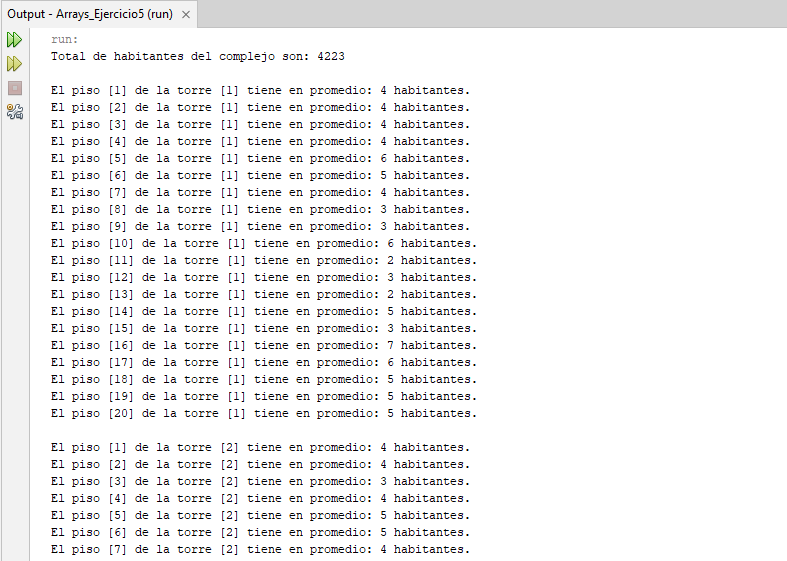 Output - Arrays_Ejercicio5 (run) ×
run:
Total de habitantes del complejo son: 4223
El piso [1] de la torre [1] tiene en promedio: 4 habitantes.
El piso [2] de la torre [1] tiene en promedio: 4 habitantes.
El piso [3] de la torre [1] tiene en promedio: 4 habitantes.
El piso [4] de la torre [1] tiene en promedio: 4 habitantes.
El piso [5] de la torre [1] tiene en promedio: 6 habitantes.
El piso [6] de la torre [1] tiene en promedio: 5 habitantes.
El piso [7] de la torre [1] tiene en promedio: 4 habitantes.
El piso [8] de la torre [1] tiene en promedio: 3 habitantes.
El piso [9] de la torre [1] tiene en promedio: 3 habitantes.
El piso [10] de la torre [1] tiene en promedio: 6 habitantes.
El piso [11] de la torre [1] tiene en promedio: 2 habitantes.
El piso [12] de la torre [1] tiene en promedio: 3 habitantes.
El piso [13] de la torre [1] tiene en promedio: 2 habitantes.
El piso [14] de la torre [1] tiene en promedio: 5 habitantes.
El piso [15] de la torre [1] tiene en promedio: 3 habitantes.
El piso [16] de la torre [1] tiene en promedio: 7 habitantes.
El piso [17] de la torre [1] tiene en promedio: 6 habitantes.
El piso [18] de la torre [1] tiene en promedio: 5 habitantes.
El piso [19] de la torre [1] tiene en promedio: 5 habitantes.
El piso [20] de la torre [1] tiene en promedio: 5 habitantes.
El piso [1] de la torre [2] tiene en promedio: 4 habitantes.
El piso [2] de la torre [2] tiene en promedio: 4 habitantes.
El piso [3] de la torre [2] tiene en promedio: 3 habitantes.
El piso [4] de la torre [2] tiene en promedio: 4 habitantes.
El piso [5] de la torre [2] tiene en promedio: 5 habitantes.
El piso [6] de la torre [2] tiene en promedio: 5 habitantes.
El piso [7] de la torre [2] tiene en promedio: 4 habitantes.